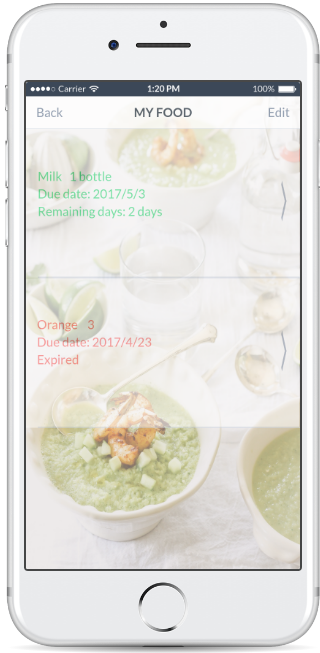 Carrier 1:20 PM 100%
Back MY FOOD Edit
Milk 1 bottle
Due date: 2017/5/3
Remaining days: 2 days
Orange 3
Due date: 2017/4/23
Expired